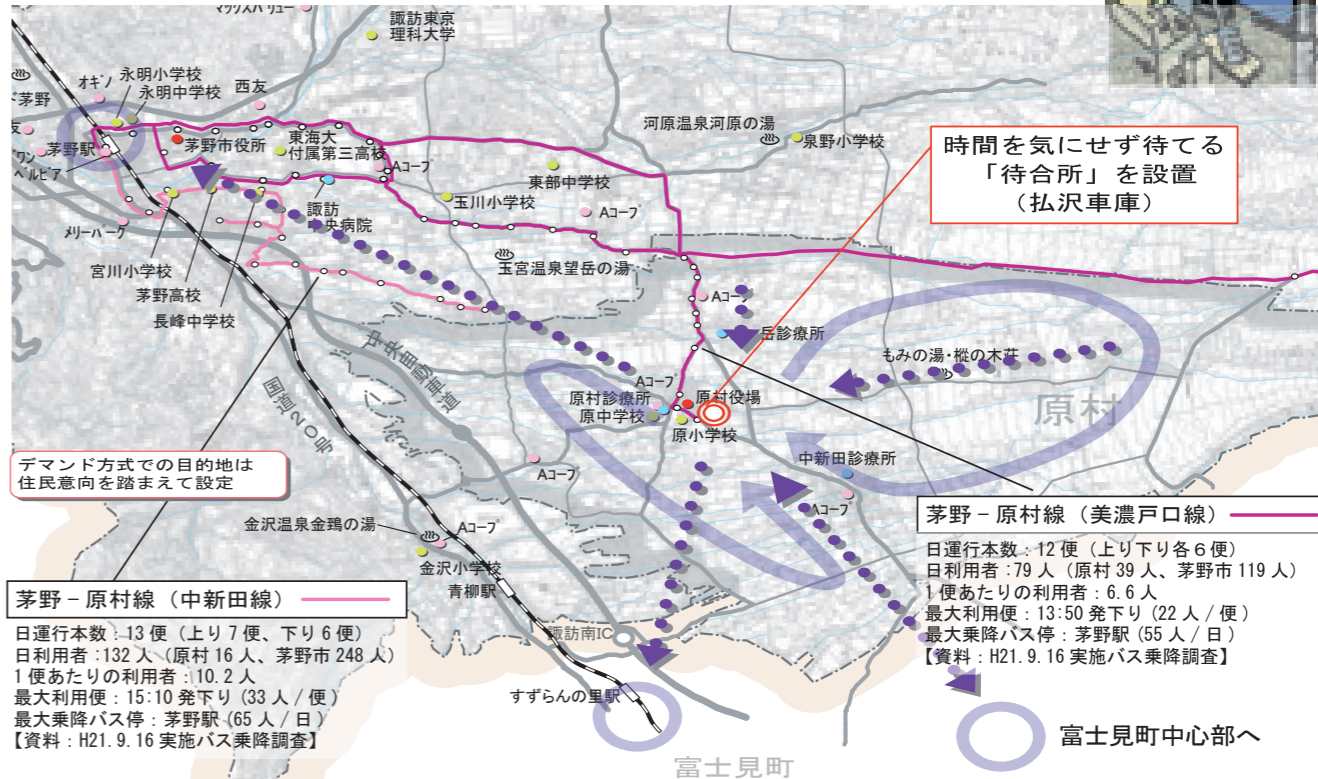 マックスバリュー
諏訪東京
理科大学
オギノ
永明小学校
永明中学校
西友
茅野
茅野駅
ベルビア
茅野市役所
東海大
付属第三高校
Aコープ
河原温泉河原の湯
泉野小学校
東部中学校
玉川小学校
Aコープ
諏訪
中央病院
メリーパーク
宮川小学校
茅野高校
長峰中学校
玉宮温泉望岳の湯
時間を気にせず待てる
「待合所」を設置
(払沢車庫)
Aコープ
岳診療所
もみの湯・樅の木荘
中央自動車道
国道20号
Aコープ
原村診療所
原中学校
原村役場
原小学校
原村
Aコープ
中新田診療所
Aコープ
デマンド方式での目的地は
住民意向を踏まえて設定
金沢温泉金鶏の湯
Aコープ
金沢小学校
青柳駅
諏訪南IC
すずらんの里駅
富士見町
茅野－原村線(中新田線)
日運行本数:13便(上り7便、下り6便)
日利用者:132人(原村16人、茅野市248人)
1便あたりの利用者:10.2人
最大利用便:15:10発下り(33人/便)
最大乗降バス停:茅野駅(65人/日)
【資料:H21.9.16実施バス乗降調査】
茅野－原村線(美濃戸口線)
日運行本数:12便(上り下り各6便)
日利用者:79人(原村39人、茅野市119人)
1便あたりの利用者:6.6人
最大利用便:13:50発下り(22人/便)
最大乗降バス停:茅野駅(55人/日)
【資料:H21.9.16実施バス乗降調査】
富士見町中心部へ